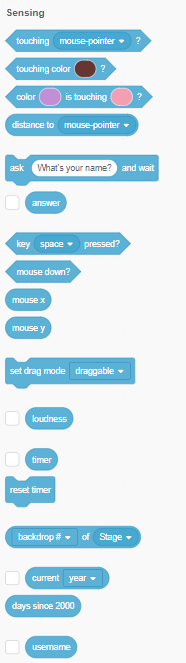 Sensing
touching mouse-pointer ?
touching color ?
color is touching ?
distance to mouse-pointer
ask What's your name? and wait
answer
key space pressed?
mouse down?
mouse x
mouse y
set drag mode draggable
loudness
timer
reset timer
backdrop # of Stage
current year
days since 2000
username